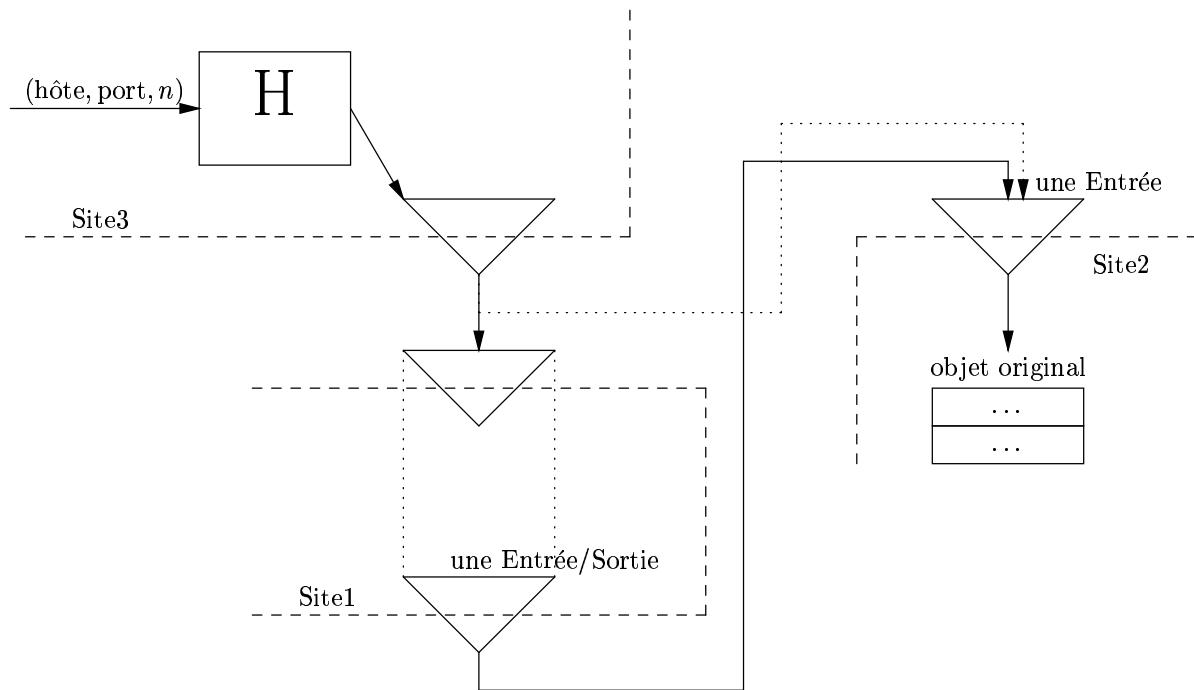 (hôte, port, n)
H
Site3
une Entrée
Site2
objet original
...
...
une Entrée/Sortie
Site1